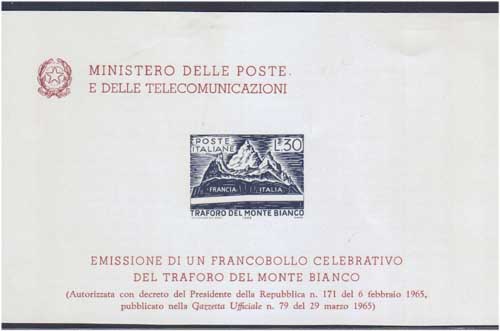 MINISTERO DELLE POSTE
E DELLE TELECOMUNICAZIONI
POSTE L.30
ITALIANE
FRANCIA ITALIA
TRAFORO DEL MONTE BIANCO
EMISSIONE DI UN FRANCOBOLLO CELEBRATIVO
DEL TRAFORO DEL MONTE BIANCO
(Autorizzata con decreto del Presidente della Repubblica n. 171 del 6 febbraio 1965,
pubblicato nella Gazzetta Ufficiale n. 79 del 29 marzo 1965)